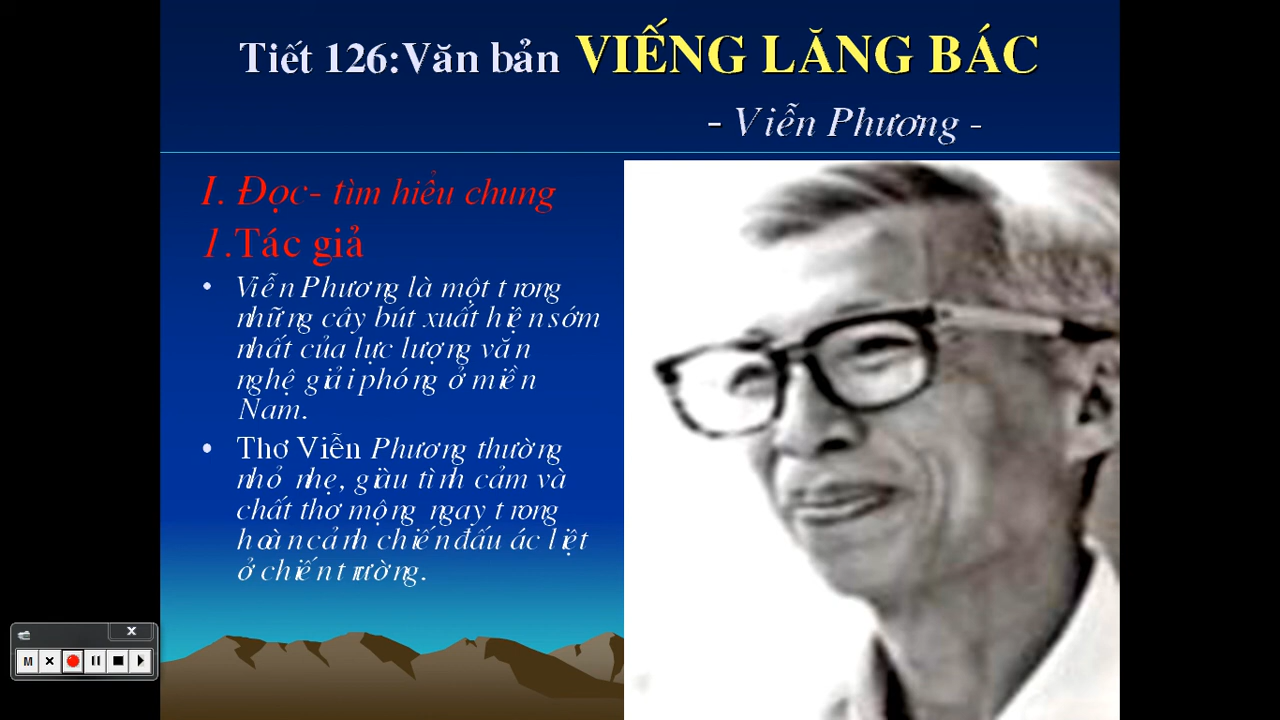 Tiết 126:Văn bản VIẾNG LĂNG BÁC
- Viễn Phương -
I. Đọc- tìm hiểu chung
1.Tác giả
• Viễn Phương là một trong
những cây bút xuất hiện sớm
nhất của lực lượng văn
nghệ giải phóng ở miền
Nam.
• Thơ Viễn Phương thường
nhỏ nhẹ, giàu tình cảm và
chất thơ mộng ngay trong
hoàn cảnh chiến đấu ác liệt
ở chiến trường.
M